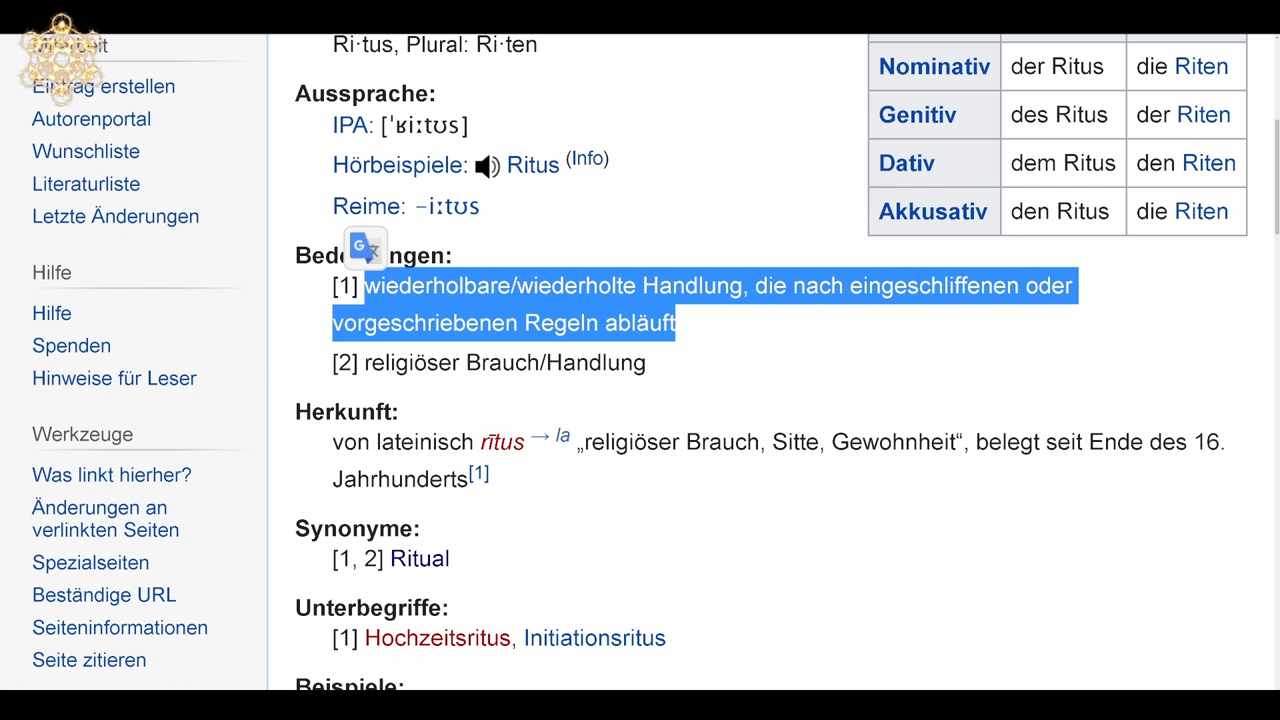 Mitarbeit
Eintrag erstellen
Autorenportal
Wunschliste
Literaturliste
Letzte Änderungen
Hilfe
Hilfe
Spenden
Hinweise für Leser
Werkzeuge
Was linkt hierher?
Änderungen an
verlinkten Seiten
Spezialseiten
Beständige URL
Seiteninformationen
Seite zitieren
Ri·tus, Plural: Ri·ten
Aussprache:
IPA: [ˈʁiːtʊs]
Hörbeispiele: Ritus (Info)
Reime: -iːtʊs
Bedeutungen:
[1] wiederholbare/wiederholte Handlung, die nach eingeschliffenen oder
vorgeschriebenen Regeln abläuft
[2] religiöser Brauch/Handlung
Herkunft:
von lateinisch rītus → la „religiöser Brauch, Sitte, Gewohnheit“, belegt seit Ende des 16.
Jahrhunderts[1]
Synonyme:
[1, 2] Ritual
Unterbegriffe:
[1] Hochzeitsritus, Initiationsritus
Beispiele:
Nominativ der Ritus die Riten
Genitiv des Ritus der Riten
Dativ dem Ritus den Riten
Akkusativ den Ritus die Riten